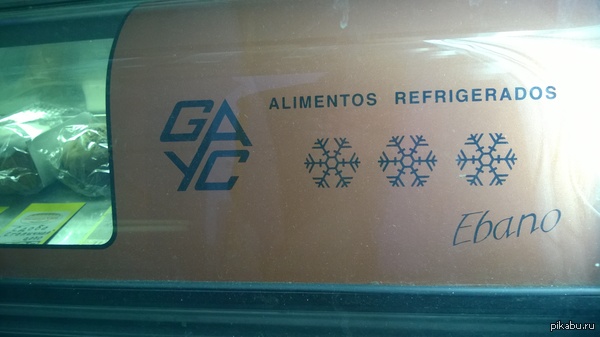 GA
YC
ALIMENTOS REFRIGERADOS
Ebano
pikabu.ru